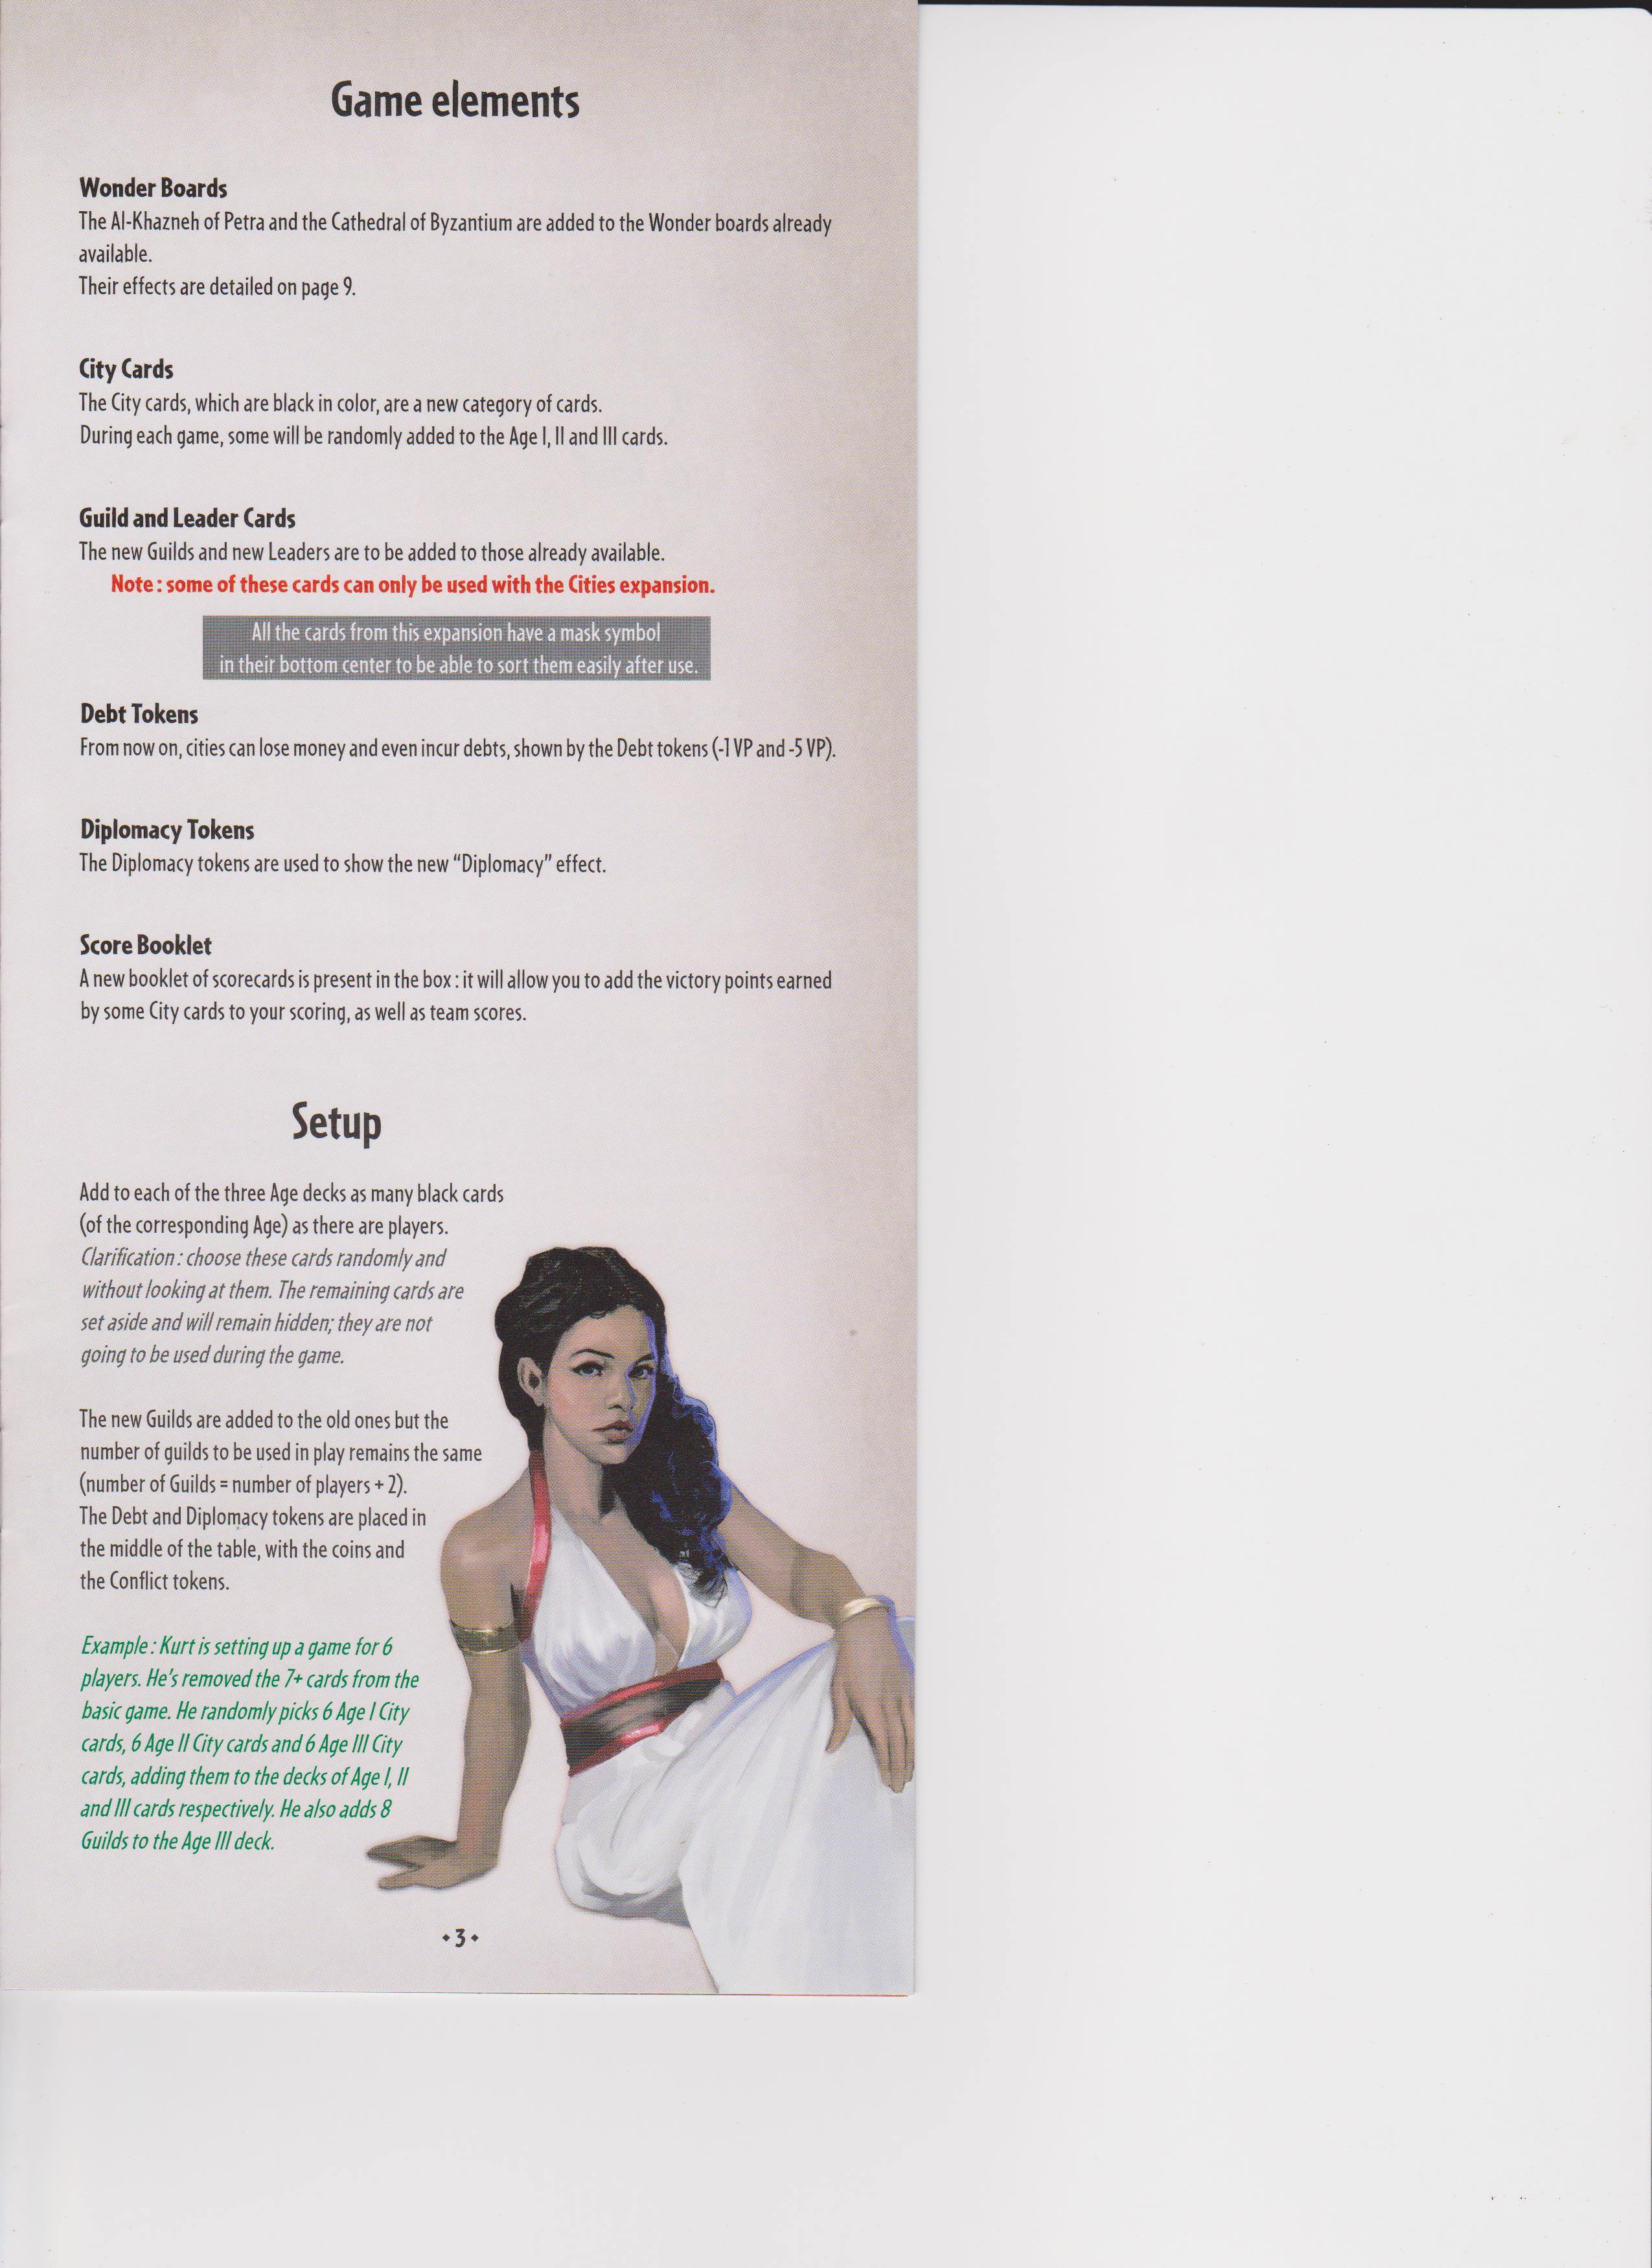 Game elements
Wonder Boards
The Al-Khazneh of Petra and the Cathedral of Byzantium are added to the Wonder boards already
available.
Their effects are detailed on page 9.
City Cards
The City cards, which are black in color, are a new category of cards.
During each game, some will be randomly added to the Age I, II and III cards.
Guild and Leader Cards
The new Guilds and new Leaders are to be added to those already available.
Note : some of these cards can only be used with the Cities expansion.
All the cards from this expansion have a mask symbol
in their bottom center to be able to sort them easily after use.
Debt Tokens
From now on, cities can lose money and even incur debts, shown by the Debt tokens (-1 VP and -5 VP).
Diplomacy Tokens
The Diplomacy tokens are used to show the new “Diplomacy” effect.
Score Booklet
A new booklet of scorecards is present in the box : it will allow you to add the victory points earned
by some City cards to your scoring, as well as team scores.
Setup
Add to each of the three Age decks as many black cards
(of the corresponding Age) as there are players.
Clarification : choose these cards randomly and
without looking at them. The remaining cards are
set aside and will remain hidden; they are not
going to be used during the game.
The new Guilds are added to the old ones but the
number of guilds to be used in play remains the same
(number of Guilds = number of players + 2).
The Debt and Diplomacy tokens are placed in
the middle of the table, with the coins and
the Conflict tokens.
Example : Kurt is setting up a game for 6
players. He’s removed the 7+ cards from the
basic game. He randomly picks 6 Age I City
cards, 6 Age II City cards and 6 Age III City
cards, adding them to the decks of Age I, II
and III cards respectively. He also adds 8
Guilds to the Age III deck.
• 3 •